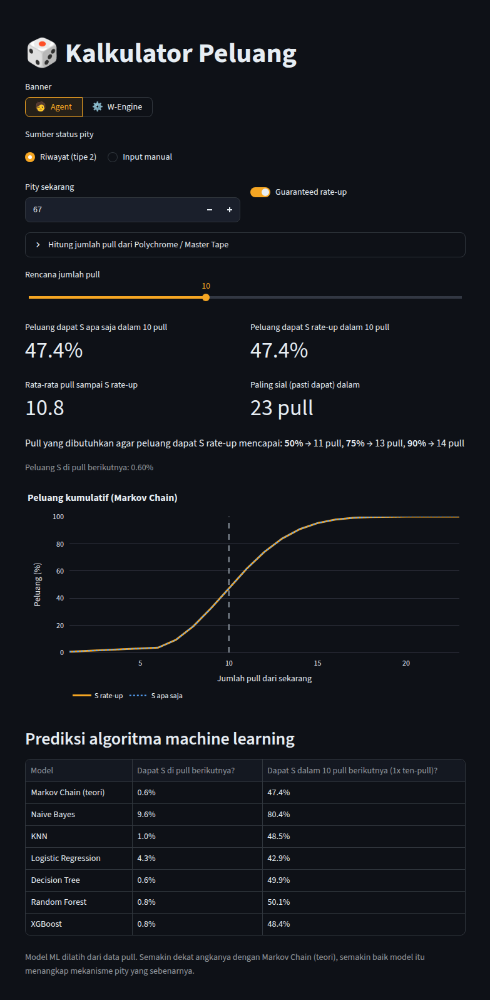 Kalkulator Peluang
Banner
Agent W-Engine
Sumber status pity
Riwayat (tipe 2) Input manual
Pity sekarang
Guaranteed rate-up
67 − +
Hitung jumlah pull dari Polychrome / Master Tape
Rencana jumlah pull
10
Peluang dapat S apa saja dalam 10 pull
47.4%
Peluang dapat S rate-up dalam 10 pull
47.4%
Rata-rata pull sampai S rate-up
10.8
Paling sial (pasti dapat) dalam
23 pull
Pull yang dibutuhkan agar peluang dapat S rate-up mencapai: 50% → 11 pull, 75% → 13 pull, 90% → 14 pull
Peluang S di pull berikutnya: 0.60%
Peluang kumulatif (Markov Chain)
Peluang (%)
100
80
60
40
20
0
5 10 15 20
Jumlah pull dari sekarang
S rate-up S apa saja
Prediksi algoritma machine learning
Model Dapat S di pull berikutnya? Dapat S dalam 10 pull berikutnya (1x ten-pull)?
Markov Chain (teori) 0.6% 47.4%
Naive Bayes 9.6% 80.4%
KNN 1.0% 48.5%
Logistic Regression 4.3% 42.9%
Decision Tree 0.6% 49.9%
Random Forest 0.8% 50.1%
XGBoost 0.8% 48.4%
Model ML dilatih dari data pull. Semakin dekat angkanya dengan Markov Chain (teori), semakin baik model itu
menangkap mekanisme pity yang sebenarnya.